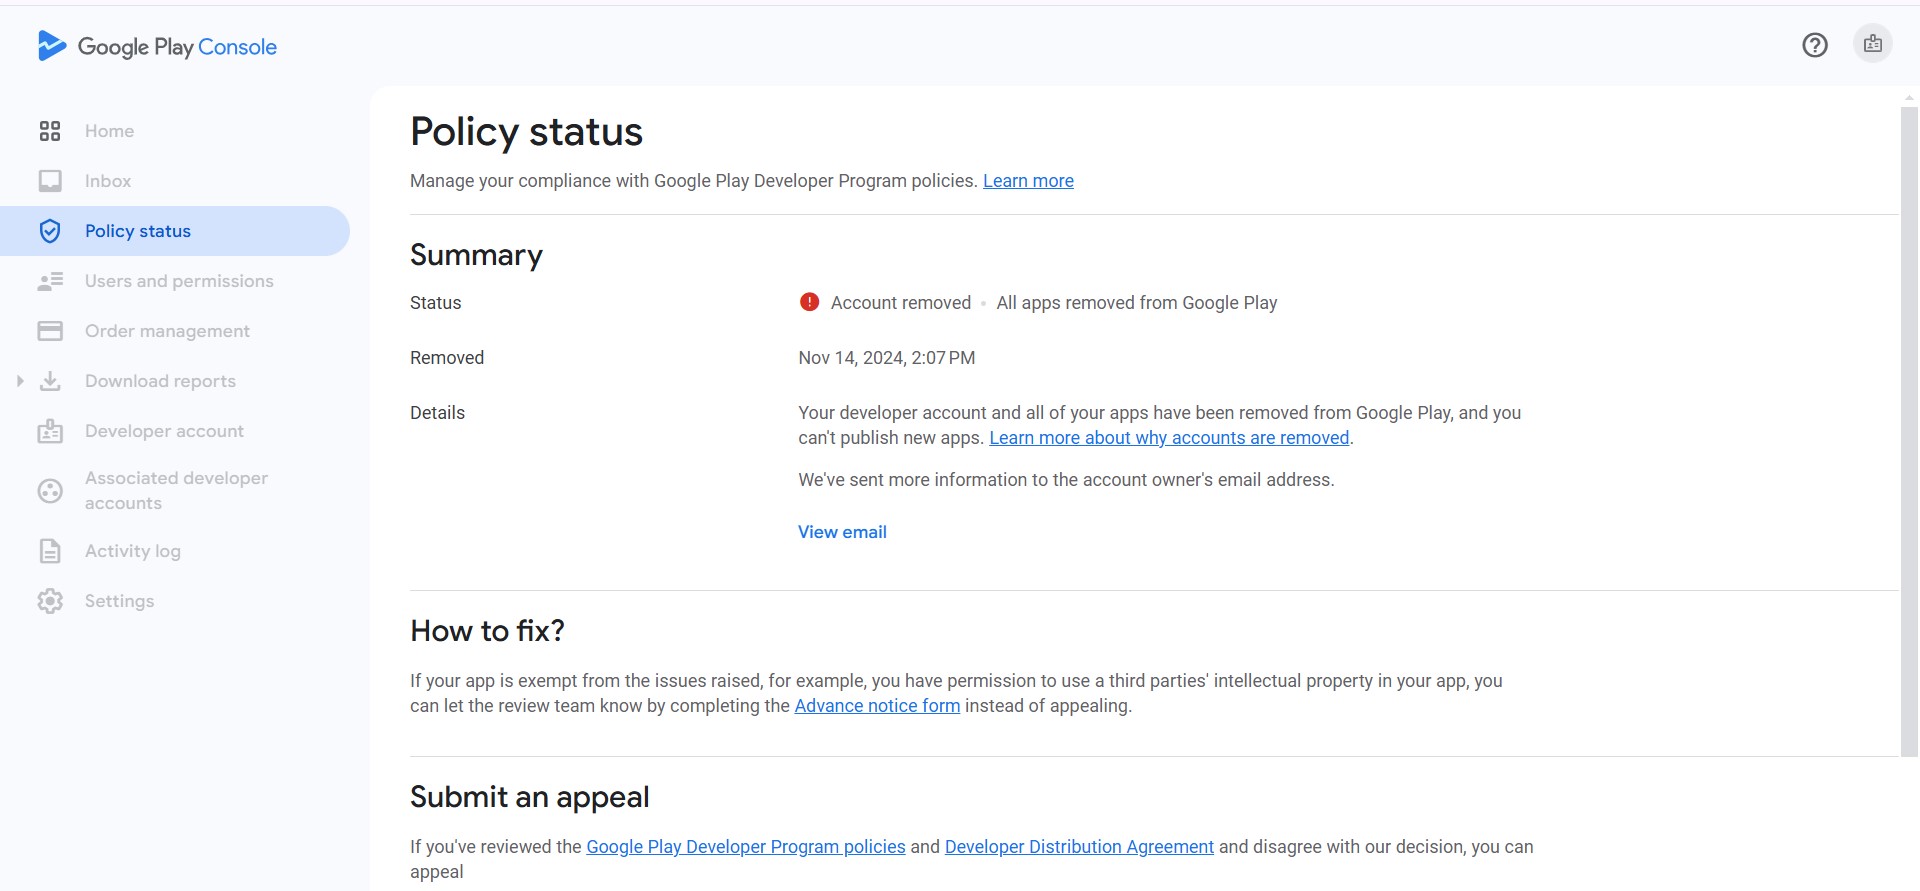 Google Play Console
Home
Inbox
Policy status
Users and permissions
Order management
Download reports
Developer account
Associated developer
accounts
Activity log
Settings
Policy status
Manage your compliance with Google Play Developer Program policies. Learn more
Summary
Status
Account removed • All apps removed from Google Play
Removed
Nov 14, 2024, 2:07 PM
Details
Your developer account and all of your apps have been removed from Google Play, and you
can't publish new apps. Learn more about why accounts are removed.
We've sent more information to the account owner's email address.
View email
How to fix?
If your app is exempt from the issues raised, for example, you have permission to use a third parties' intellectual property in your app, you
can let the review team know by completing the Advance notice form instead of appealing.
Submit an appeal
If you've reviewed the Google Play Developer Program policies and Developer Distribution Agreement and disagree with our decision, you can
appeal